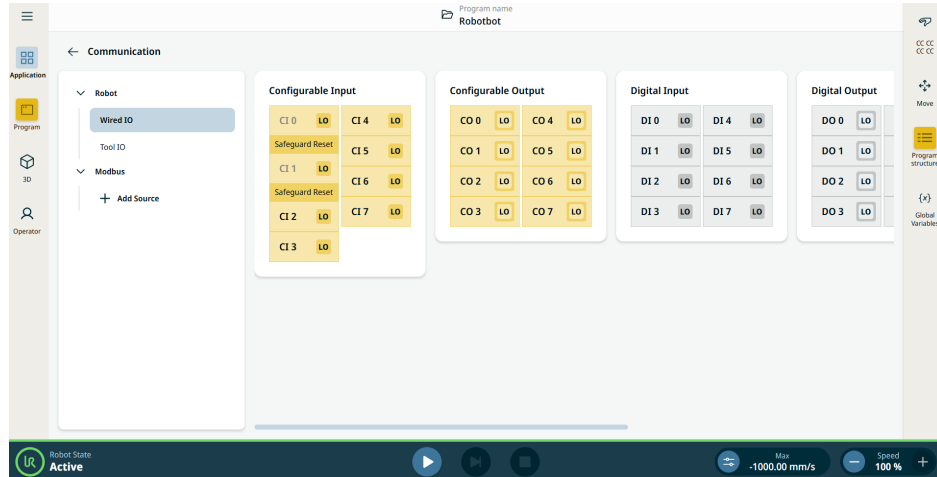 Program name
Robotbot
Application
Program
3D
Operator
Communication
Robot
Wired IO
Tool IO
Modbus
Add Source
Configurable Input
CI 0 LO CI 4 LO
Safeguard Reset
CI 1 LO CI 5 LO
Safeguard Reset
CI 2 LO CI 6 LO
CI 3 LO CI 7 LO
Configurable Output
CO 0 LO CO 4 LO
CO 1 LO CO 5 LO
CO 2 LO CO 6 LO
CO 3 LO CO 7 LO
Digital Input
DI 0 LO DI 4 LO
DI 1 LO DI 5 LO
DI 2 LO DI 6 LO
DI 3 LO DI 7 LO
Digital Output
DO 0 LO
DO 1 LO
DO 2 LO
DO 3 LO
CC CC
CC CC
Move
Program
structure
{x}
Global
Variables
UR
Robot State
Active
Max
-1000.00 mm/s
Speed
100 %